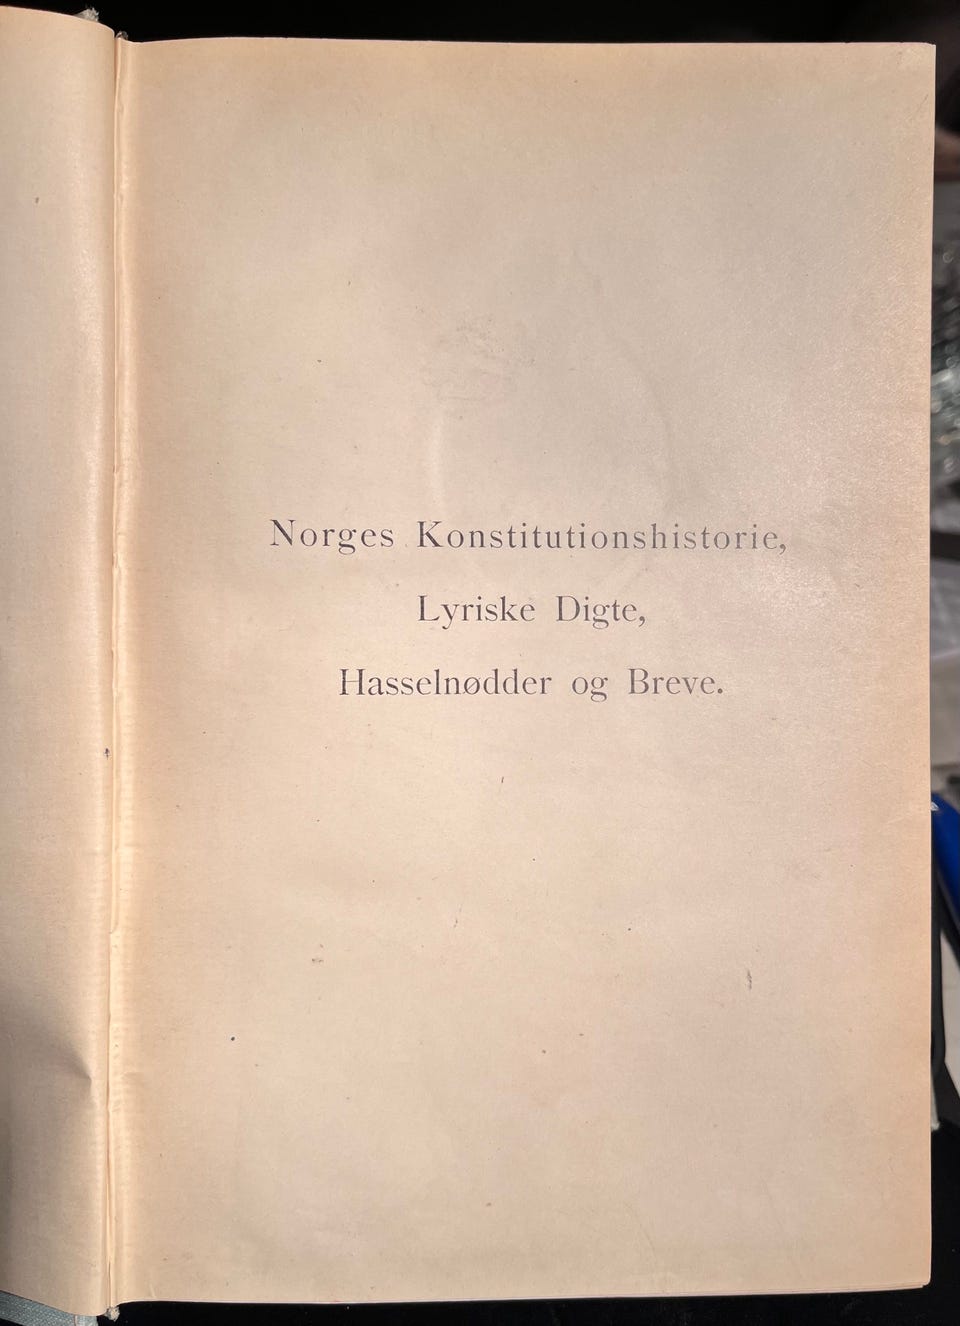 Norges Konstitutionshistorie,
Lyriske Digte,
Hasselnødder og Breve.